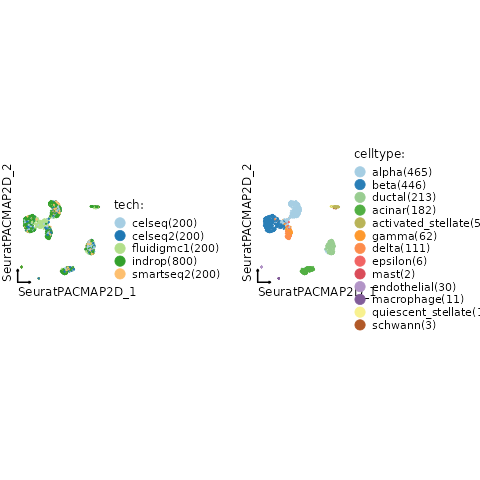 SeuratPACMAP2D_2
SeuratPACMAP2D_1
tech:
celseq(200)
celseq2(200)
fluidigmc1(200)
indrop(800)
smartseq2(200)
SeuratPACMAP2D_2
SeuratPACMAP2D_1
celltype:
alpha(465)
beta(446)
ductal(213)
acinar(182)
activated_stellate(5
gamma(62)
delta(111)
epsilon(6)
mast(2)
endothelial(30)
macrophage(11)
quiescent_stellate(1
schwann(3)